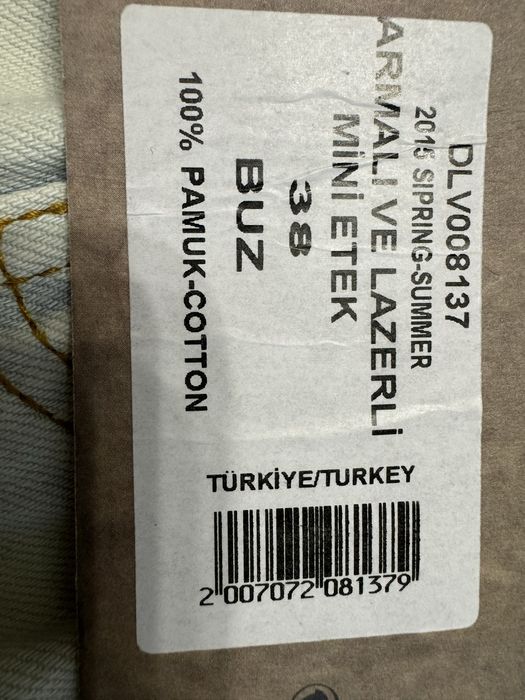 DLV008137
2015 SIPRING-SUMMER
ARMALI VE LAZERLİ
MİNİ ETEK
38
BUZ
100% PAMUK-COTTON
TÜRKİYE/TURKEY
2 007072 081379